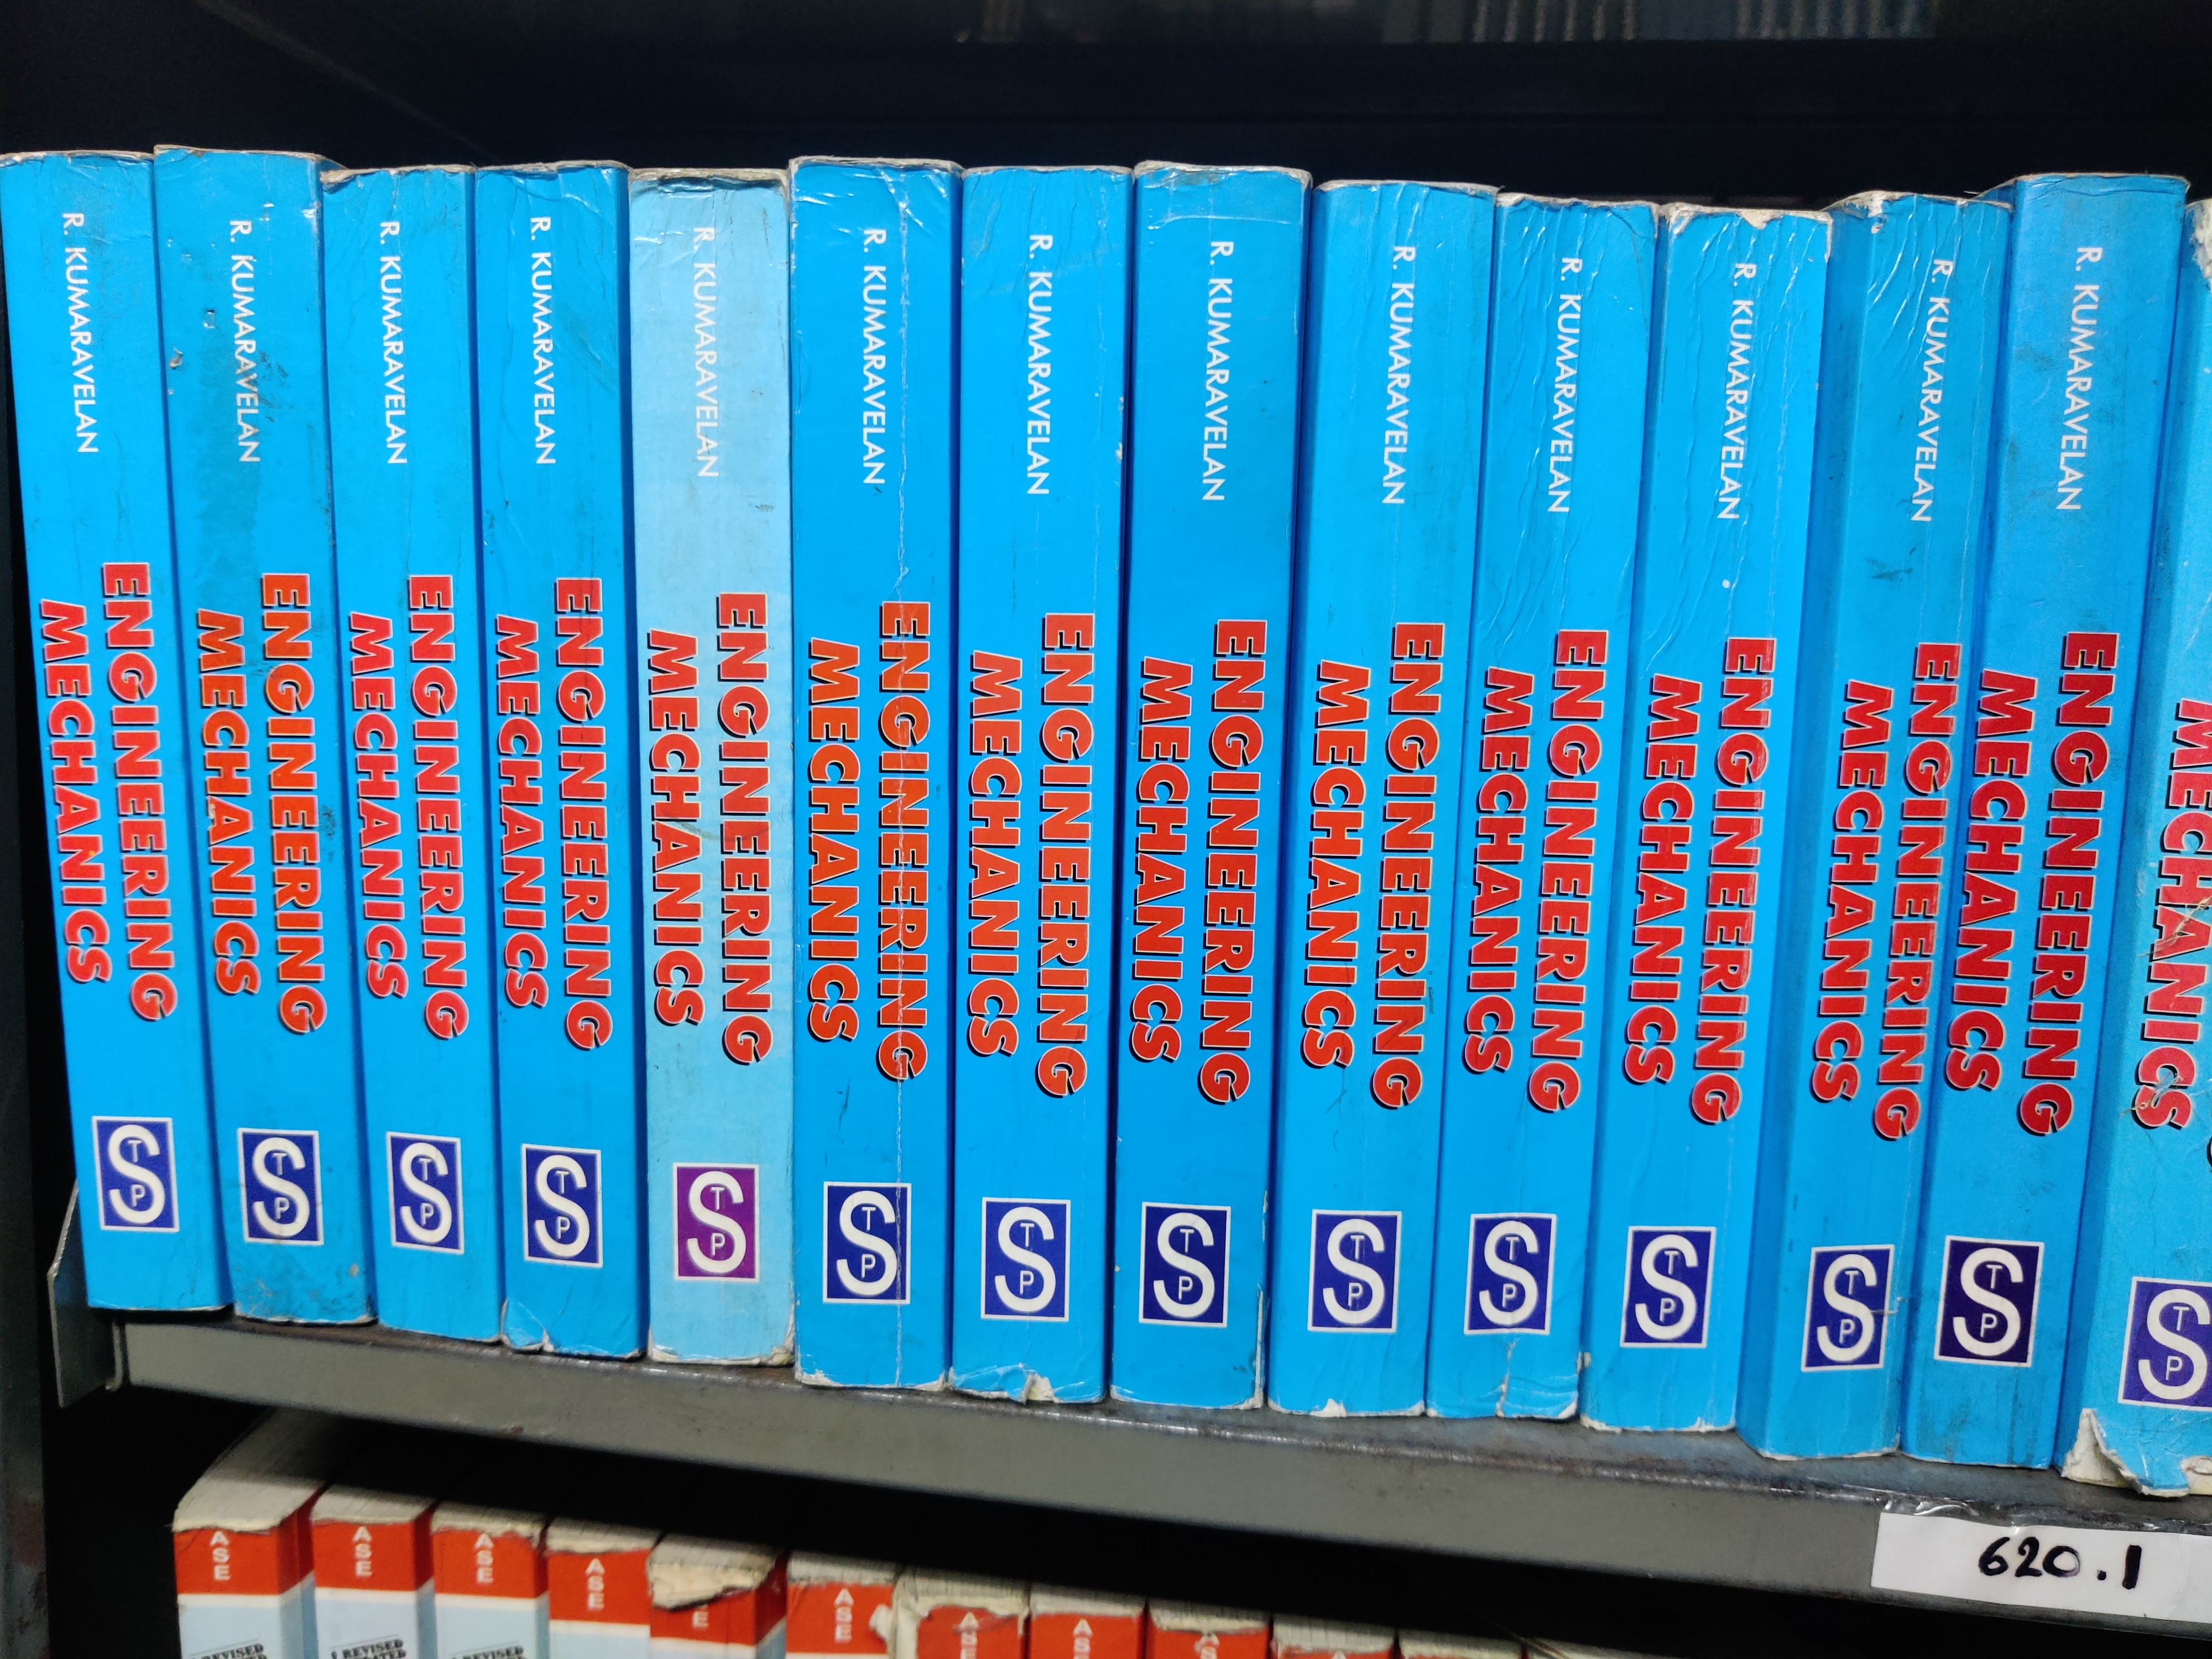 R. KUMARAVELAN
ENGINEERING
MECHANICS
STP
R. KUMARAVELAN
ENGINEERING
MECHANICS
STP
R. KUMARAVELAN
ENGINEERING
MECHANICS
STP
R. KUMARAVELAN
ENGINEERING
MECHANICS
STP
R. KUMARAVELAN
ENGINEERING
MECHANICS
STP
R. KUMARAVELAN
ENGINEERING
MECHANICS
STP
R. KUMARAVELAN
ENGINEERING
MECHANICS
STP
R. KUMARAVELAN
ENGINEERING
MECHANICS
STP
R. KUMARAVELAN
ENGINEERING
MECHANICS
STP
R. KUMARAVELAN
ENGINEERING
MECHANICS
STP
R. KUMARAVELAN
ENGINEERING
MECHANICS
STP
R. KUMARAVELAN
ENGINEERING
MECHANICS
STP
R. KUMARAVELAN
ENGINEERING
MECHANICS
STP
MECHANICS
STP
620.1
ASE
REVISED
ASE
REVISED
ASE
REVISED
ASE
ASE
ASE
ASE
ASE